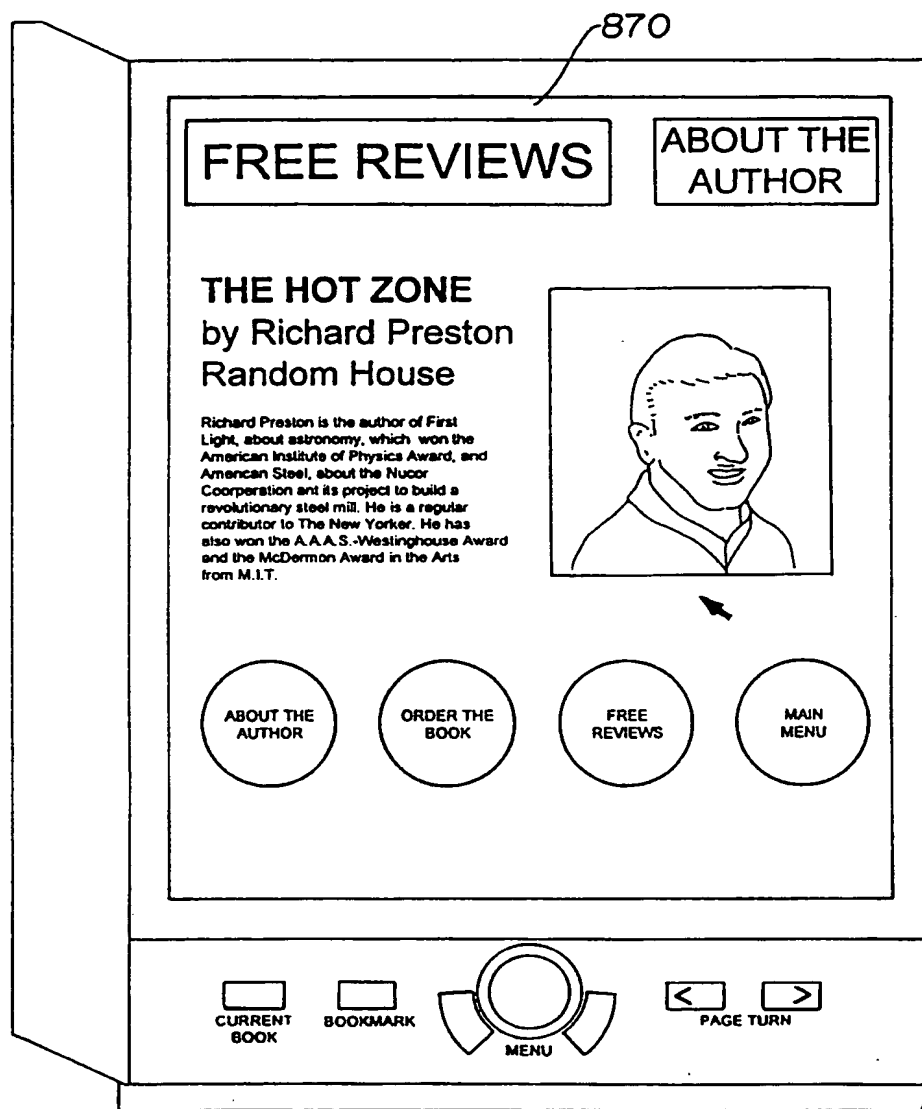 870
FREE REVIEWS
ABOUT THE
AUTHOR
THE HOT ZONE
by Richard Preston
Random House
Richard Preston is the author of First
Light, about astronomy, which won the
American Institute of Physics Award, and
Amencan Steel, about the Nucor
Coorperation ant its project to build a
revolutionary steel mill. He is a regular
contributor to The New Yorker. He has
also won the A.A.A.S.-Westinghouse Award
and the McDermon Award in the Arts
from M.I.T.
ABOUT THE
AUTHOR
ORDER THE
BOOK
FREE
REVIEWS
MAIN
MENU
CURRENT
BOOK
BOOKMARK
MENU
< >
PAGE TURN